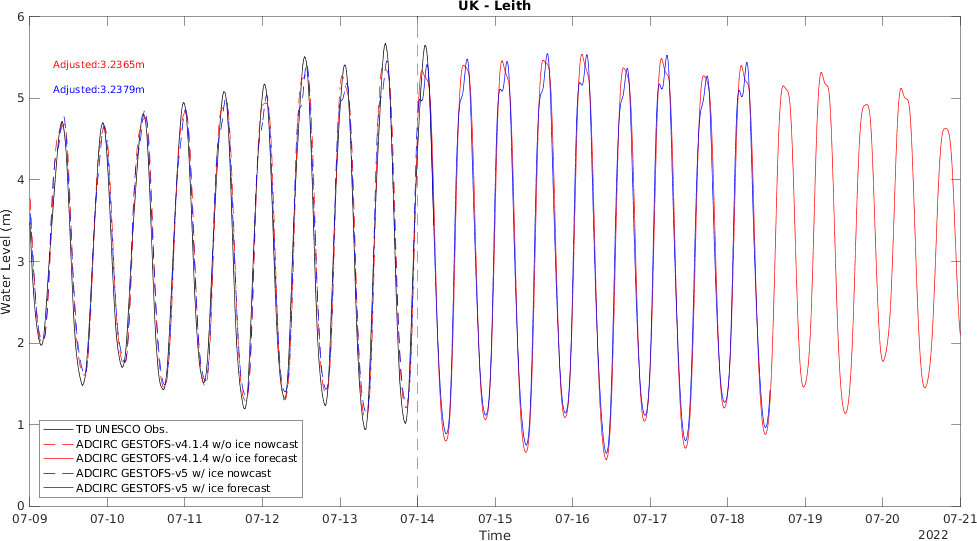 UK - Leith
Adjusted:3.2365m
Adjusted:3.2379m
Water Level (m)
6
5
4
3
2
1
0
TD UNESCO Obs.
ADCIRC GESTOFS-v4.1.4 w/o ice nowcast
ADCIRC GESTOFS-v4.1.4 w/o ice forecast
ADCIRC GESTOFS-v5 w/ ice nowcast
ADCIRC GESTOFS-v5 w/ ice forecast
07-09 07-10 07-11 07-12 07-13 07-14 07-15 07-16 07-17 07-18 07-19 07-20 07-21
Time
2022